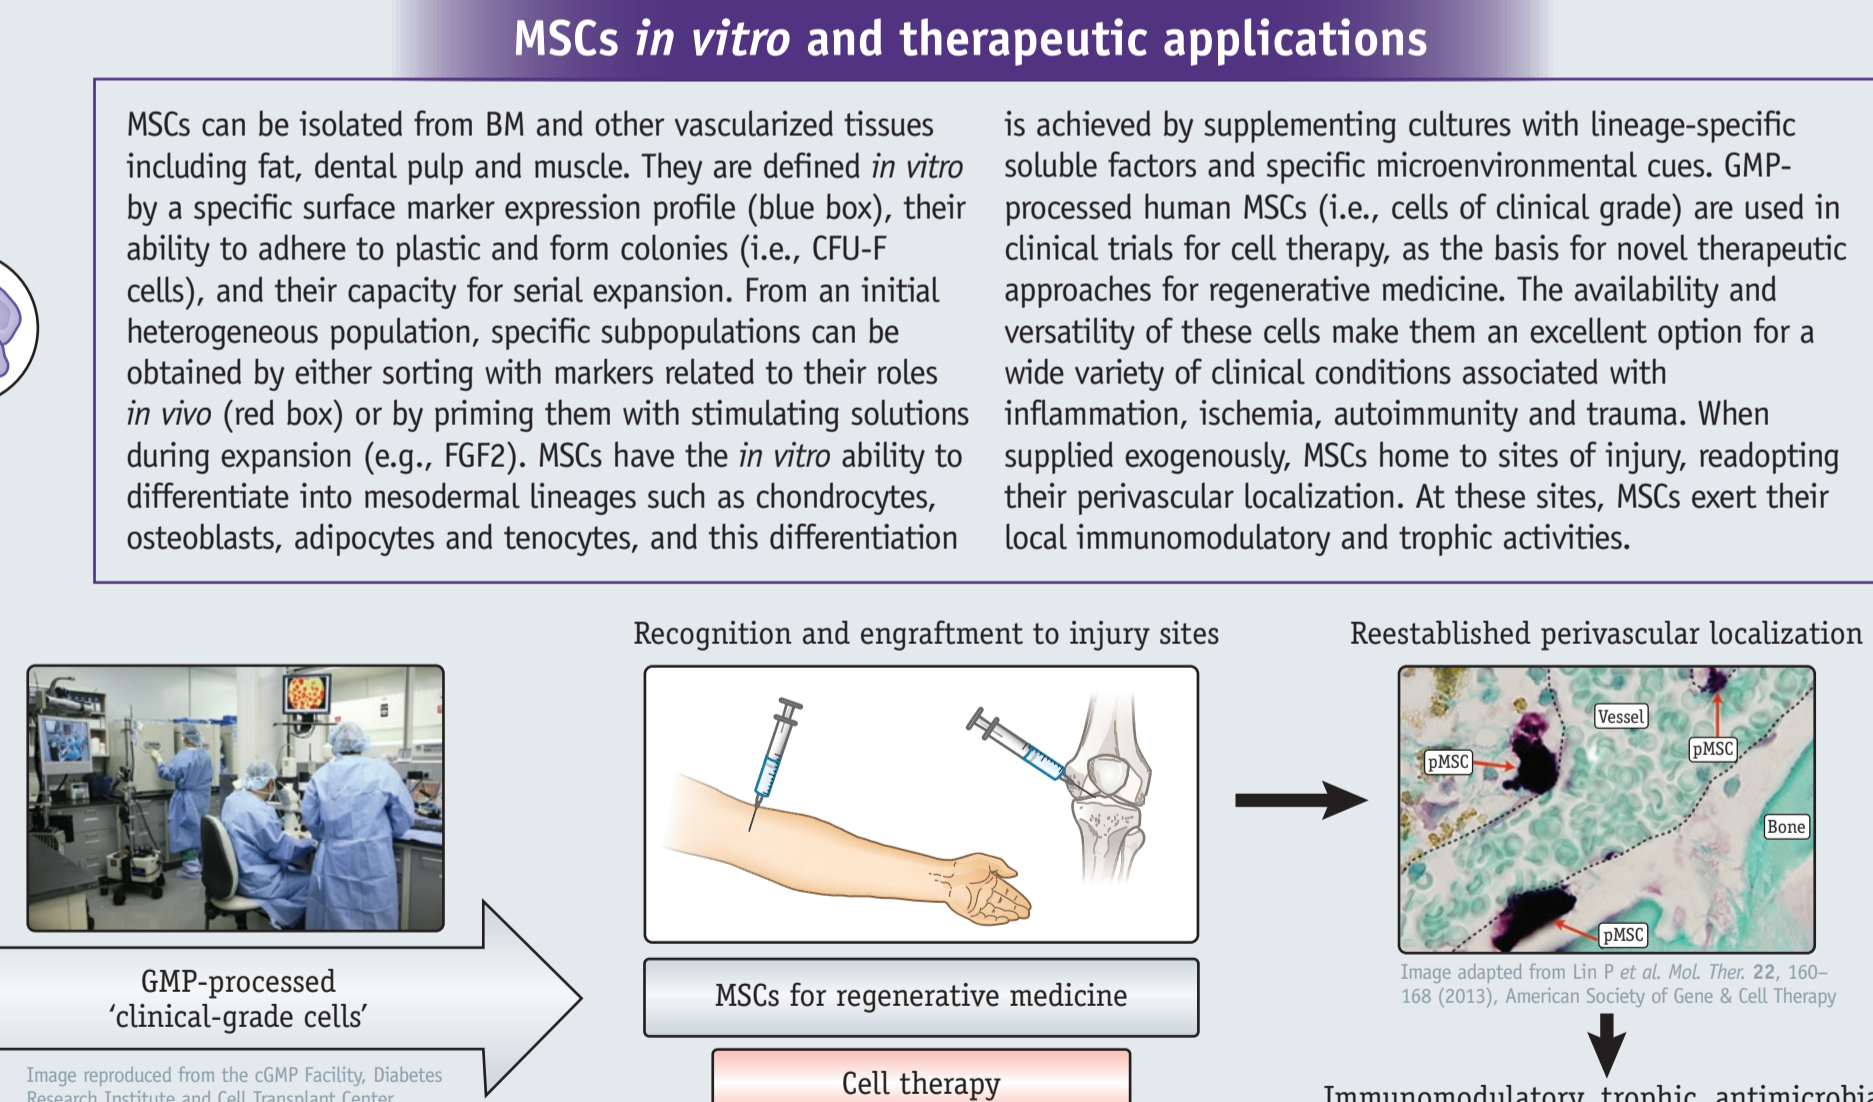 MSCs in vitro and therapeutic applications
MSCs can be isolated from BM and other vascularized tissues
including fat, dental pulp and muscle. They are defined in vitro
by a specific surface marker expression profile (blue box), their
ability to adhere to plastic and form colonies (i.e., CFU-F
cells), and their capacity for serial expansion. From an initial
heterogeneous population, specific subpopulations can be
obtained by either sorting with markers related to their roles
in vivo (red box) or by priming them with stimulating solutions
during expansion (e.g., FGF2). MSCs have the in vitro ability to
differentiate into mesodermal lineages such as chondrocytes,
osteoblasts, adipocytes and tenocytes, and this differentiation
is achieved by supplementing cultures with lineage-specific
soluble factors and specific microenvironmental cues. GMP-
processed human MSCs (i.e., cells of clinical grade) are used in
clinical trials for cell therapy, as the basis for novel therapeutic
approaches for regenerative medicine. The availability and
versatility of these cells make them an excellent option for a
wide variety of clinical conditions associated with
inflammation, ischemia, autoimmunity and trauma. When
supplied exogenously, MSCs home to sites of injury, readopting
their perivascular localization. At these sites, MSCs exert their
local immunomodulatory and trophic activities.
GMP-processed
‘clinical-grade cells’
Image reproduced from the cGMP Facility, Diabetes
Research Institute and Cell Transplant Center
Recognition and engraftment to injury sites
MSCs for regenerative medicine
Cell therapy
Reestablished perivascular localization
Vessel
pMSC
pMSC
Bone
pMSC
Image adapted from Lin P et al. Mol. Ther. 22, 160–
168 (2013), American Society of Gene & Cell Therapy
Immunomodulatory, trophic, antimicrobia